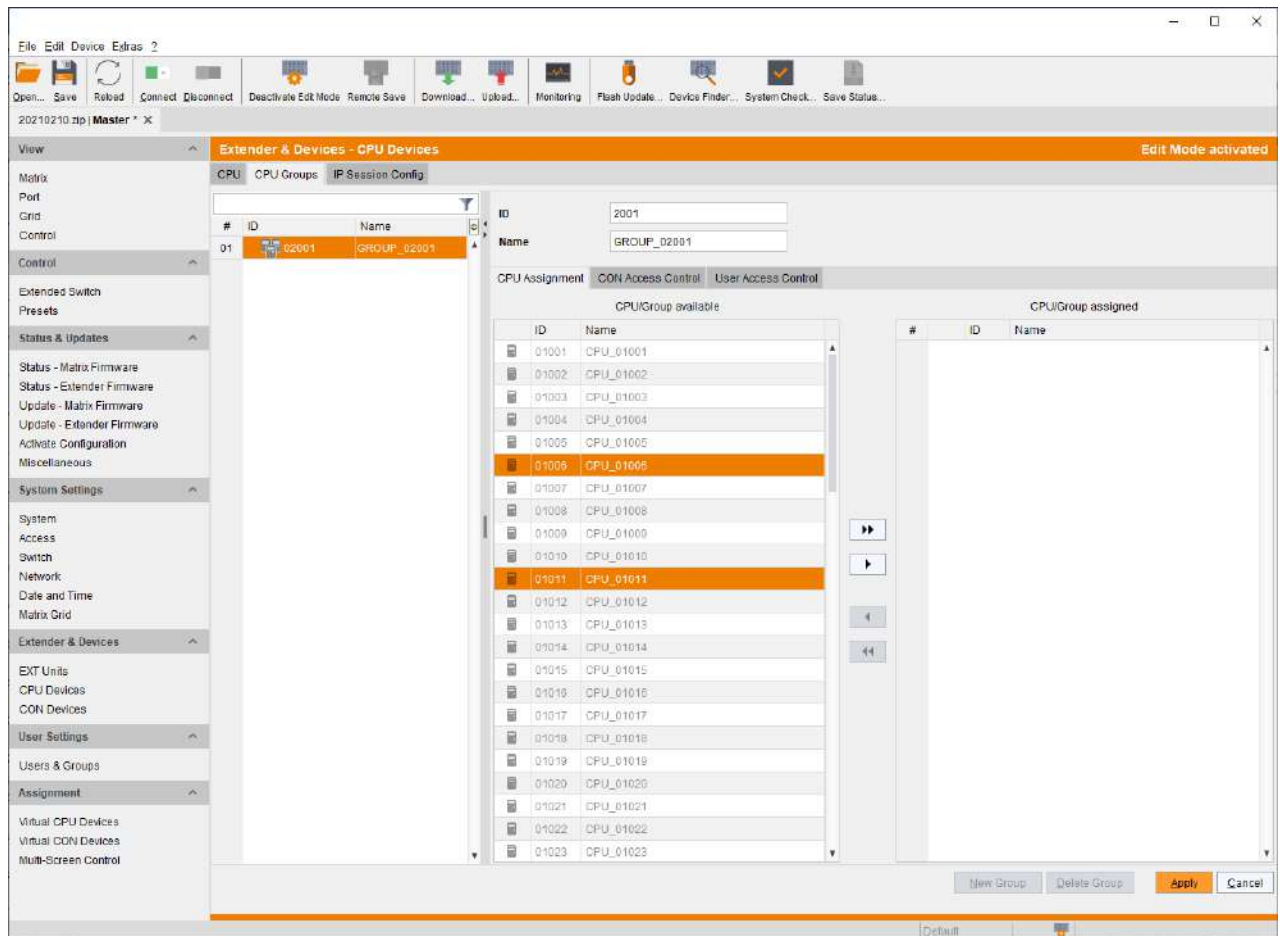 File Edit Device Extras ?
Open... Save Reload Connect Disconnect Deactivate Edit Mode Remote Save Download... Upload... Monitoring Flash Update... Device Finder... System Check... Save Status...
20210210.zip | Master * X
View
Matrix
Port
Grid
Control
Control
Extended Switch
Presets
Status & Updates
Status - Matrix Firmware
Status - Extender Firmware
Update - Matrix Firmware
Update - Extender Firmware
Activate Configuration
Miscellaneous
System Settings
System
Access
Switch
Network
Date and Time
Matrix Grid
Extender & Devices
EXT Units
CPU Devices
CON Devices
User Settings
Users & Groups
Assignment
Virtual CPU Devices
Virtual CON Devices
Multi-Screen Control
Extender & Devices - CPU Devices Edit Mode activated
CPU CPU Groups IP Session Config
# ID Name
01 02001 GROUP_02001
ID 2001
Name GROUP_02001
CPU Assignment CON Access Control User Access Control
CPU/Group available
ID Name
01001 CPU_01001
01002 CPU_01002
01003 CPU_01003
01004 CPU_01004
01005 CPU_01005
01006 CPU_01006
01007 CPU_01007
01008 CPU_01008
01009 CPU_01009
01010 CPU_01010
01011 CPU_01011
01012 CPU_01012
01013 CPU_01013
01014 CPU_01014
01015 CPU_01015
01016 CPU_01016
01017 CPU_01017
01018 CPU_01018
01019 CPU_01019
01020 CPU_01020
01021 CPU_01021
01022 CPU_01022
01023 CPU_01023
CPU/Group assigned
# ID Name
New Group Delete Group Apply Cancel
Default